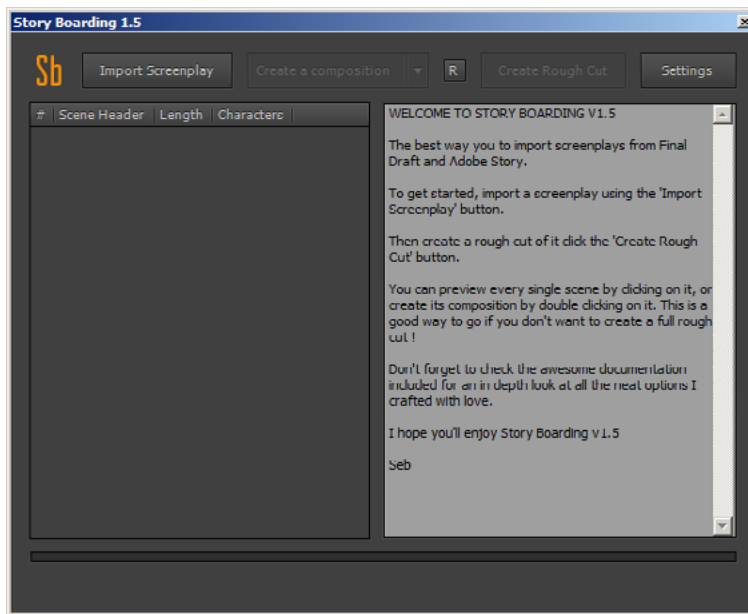 Story Boarding 1.5
Sb
Import Screenplay
Create a composition
R
Create Rough Cut
Settings
# Scene Header Length Characters
WELCOME TO STORY BOARDING V1.5
The best way you to import screenplays from Final
Draft and Adobe Story.
To get started, import a screenplay using the 'Import
Screenplay' button.
Then create a rough cut of it click the 'Create Rough
Cut' button.
You can preview every single scene by clicking on it, or
create its composition by double clicking on it. This is a
good way to go if you don't want to create a full rough
cut !
Don't forget to check the awesome documentation
included for an in depth look at all the neat options I
crafted with love.
I hope you'll enjoy Story Boarding v1.5
Seb